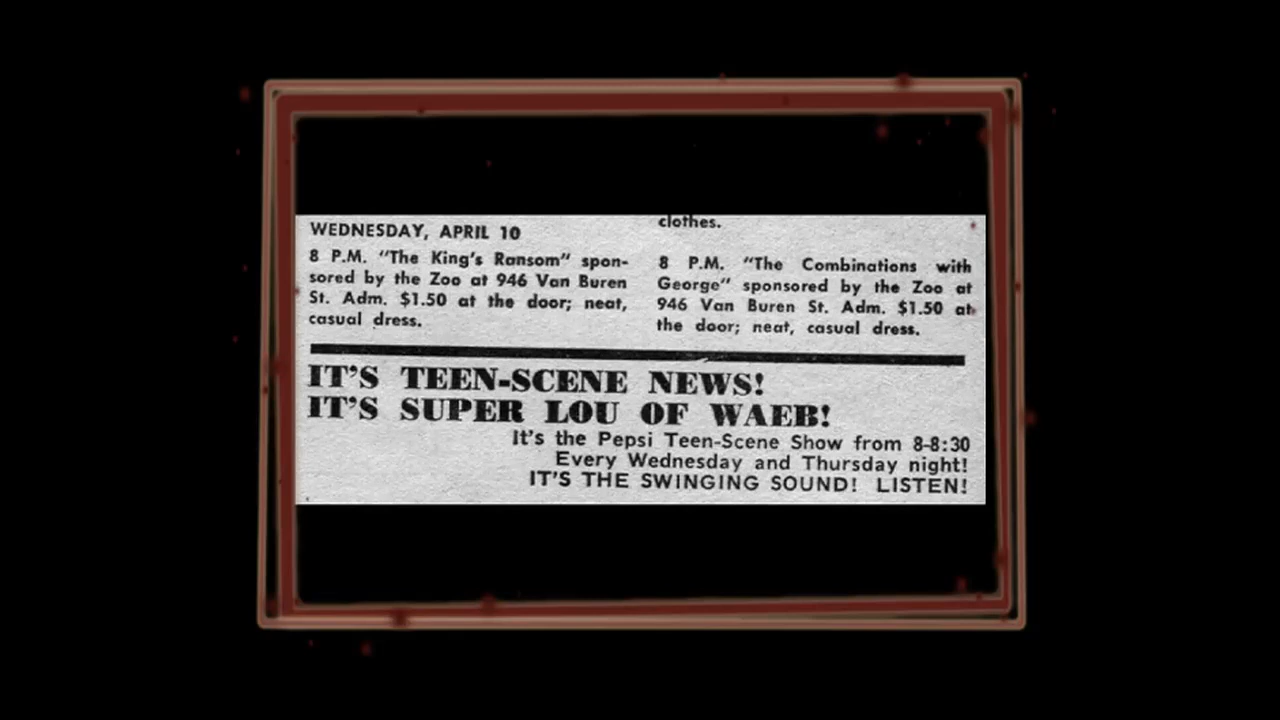 WEDNESDAY, APRIL 10
8 P.M. "The King's Ransom" spon-
sored by the Zoo at 946 Van Buren
St. Adm. $1.50 at the door; neat,
casual dress.
clothes.
8 P.M. "The Combinations with
George" sponsored by the Zoo at
946 Van Buren St. Adm. $1.50 at
the door; neat, casual dress.
IT'S TEEN-SCENE NEWS!
IT'S SUPER LOU OF WAEB!
It's the Pepsi Teen-Scene Show from 8-8:30
Every Wednesday and Thursday night!
IT'S THE SWINGING SOUND! LISTEN!